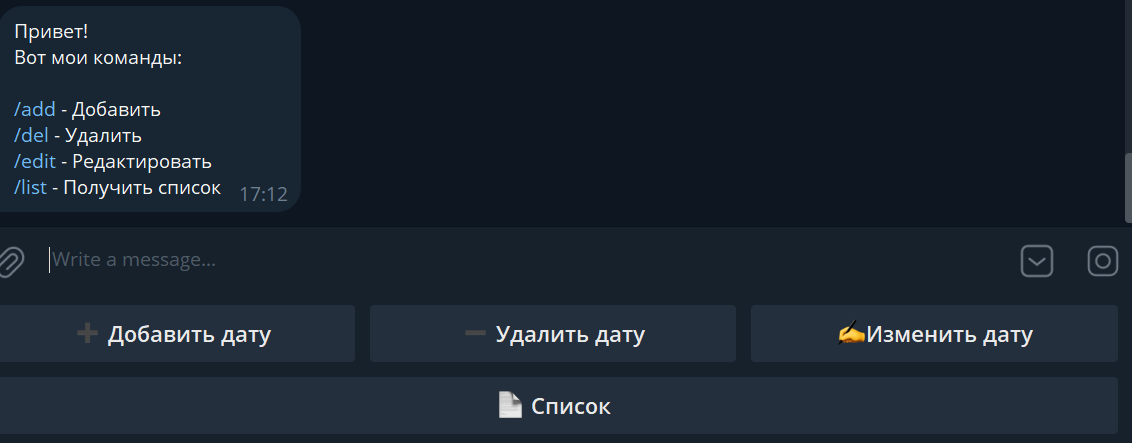 Привет!
Вот мои команды:
/add - Добавить
/del - Удалить
/edit - Редактировать
/list - Получить список
17:12
Write a message...
➕ Добавить дату
➖ Удалить дату
✍Изменить дату
📄 Список